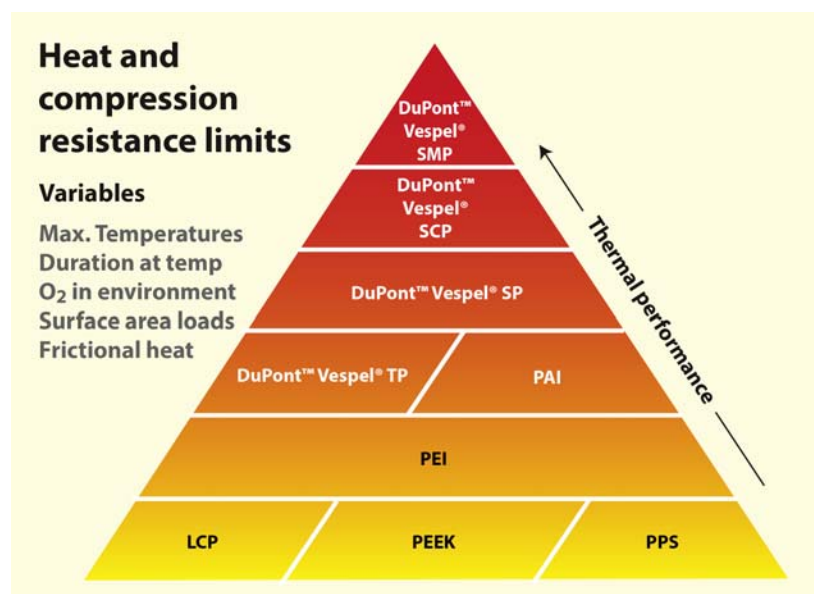 Heat and
compression
resistance limits
Variables
Max. Temperatures
Duration at temp
O₂ in environment
Surface area loads
Frictional heat
DuPont™
Vespel®
SMP
DuPont™
Vespel®
SCP
DuPont™ Vespel® SP
DuPont™ Vespel® TP
PAI
PEI
LCP
PEEK
PPS
Thermal performance